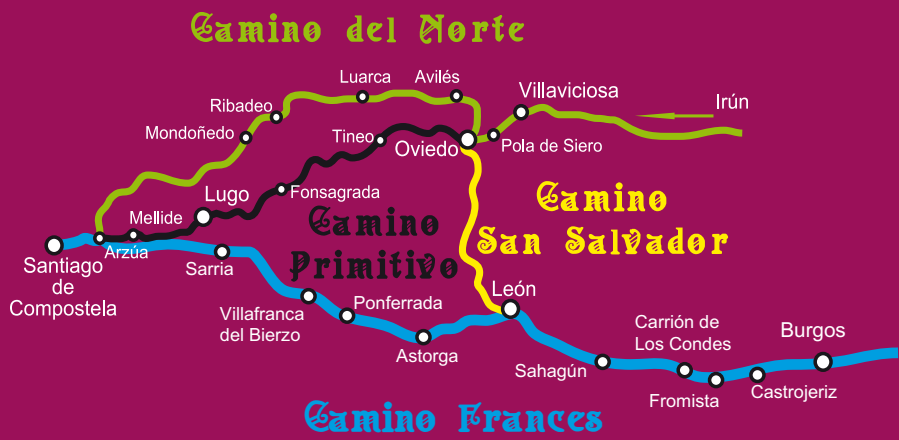 Camino del Norte
Luarca
Avilés
Villaviciosa
Irún
Ribadeo
Mondoñedo
Tineo
Oviedo
Pola de Siero
Lugo
Fonsagrada
Camino
Primitivo
Camino
San Salvador
Mellide
Arzúa
Santiago
de
Compostela
Sarria
León
Villafranca
del Bierzo
Ponferrada
Astorga
Carrión de
Los Condes
Burgos
Sahagún
Fromista
Castrojeriz
Camino Frances